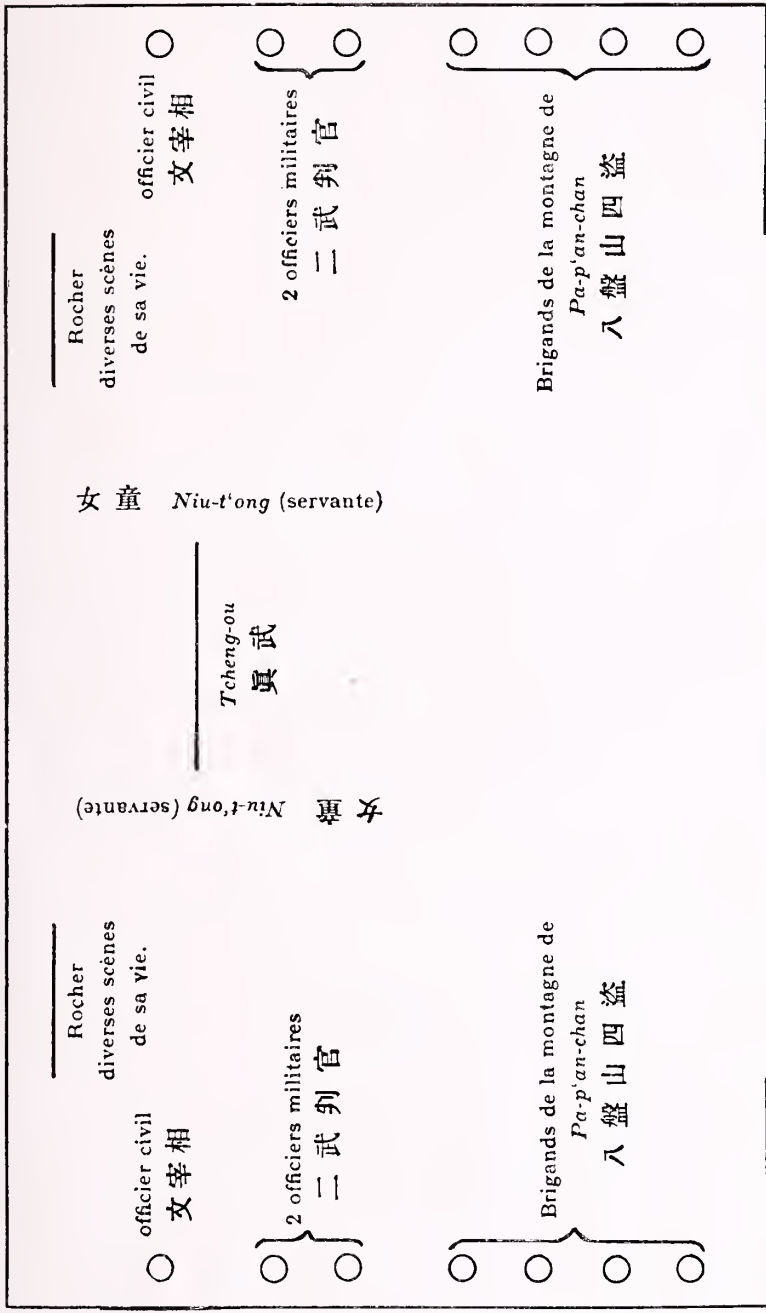 Rocher
diverses scènes
de sa vie.
officier civil
文宰相
2 officiers militaires
二武判官
Brigands de la montagne de
Pa-p‘an-chan
八盤山四盜
Niu-t‘ong (servante)
女童
Tcheng-ou
眞武
女童 Niu-t‘ong (servante)
Rocher
diverses scènes
de sa vie.
officier civil
文宰相
2 officiers militaires
二武判官
Brigands de la montagne de
Pa-p‘an-chan
八盤山四盜